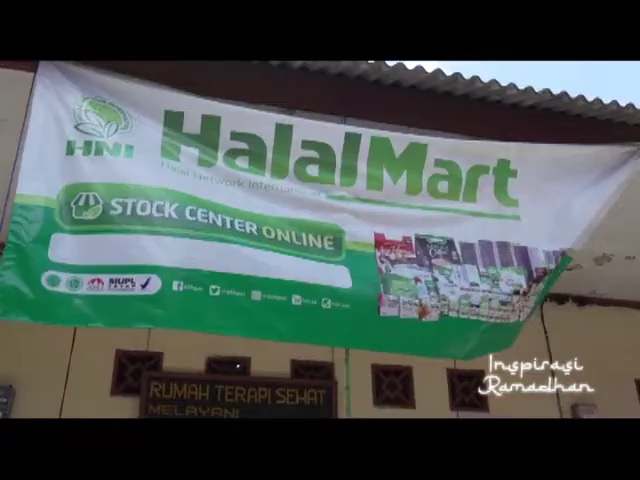 HNI
HalalMart
Halal Network International
STOCK CENTER ONLINE
SIUPL
RUMAH TERAPI SEHAT
MELAYANI
Inspirasi
Ramadhan